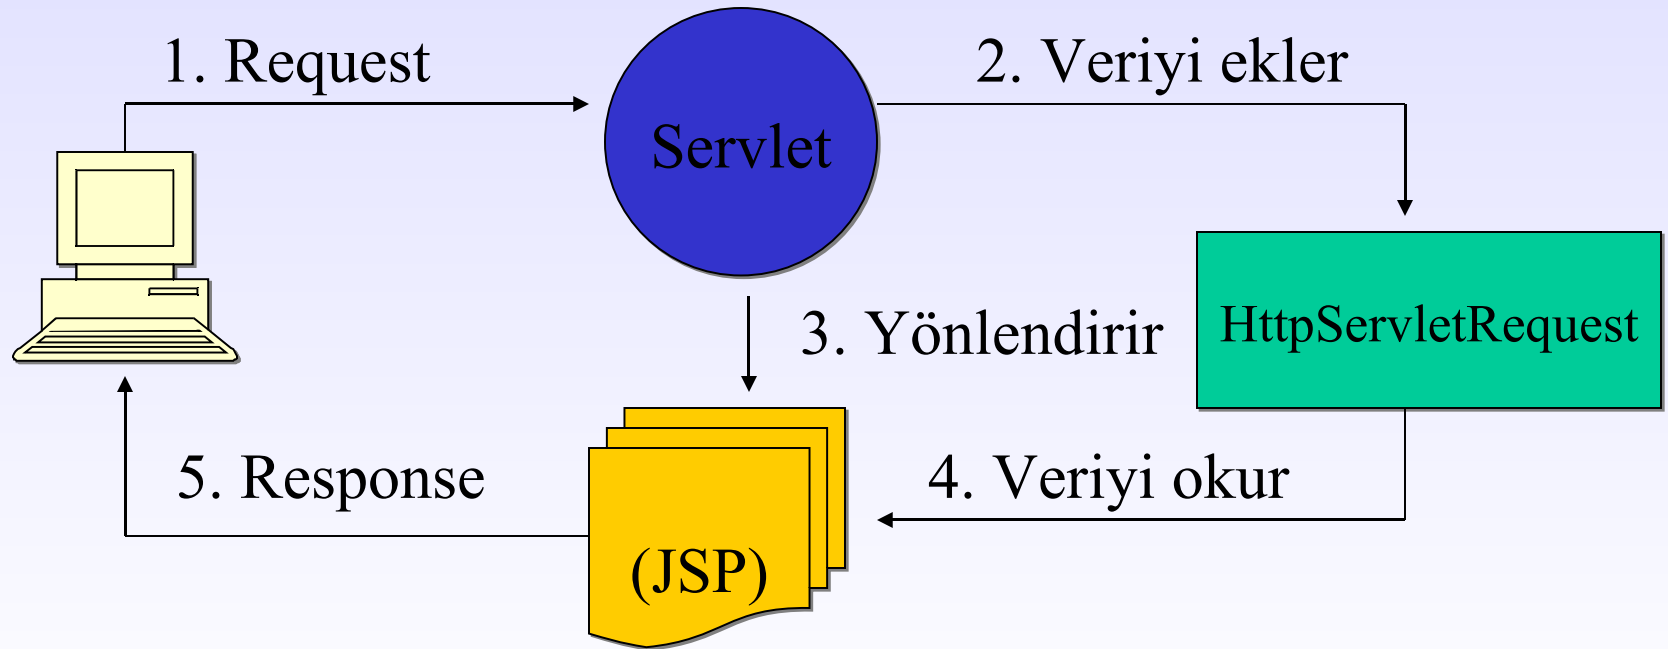 1. Request
2. Veriyi ekler
Servlet
3. Yönlendirir
HttpServletRequest
5. Response
4. Veriyi okur
(JSP)